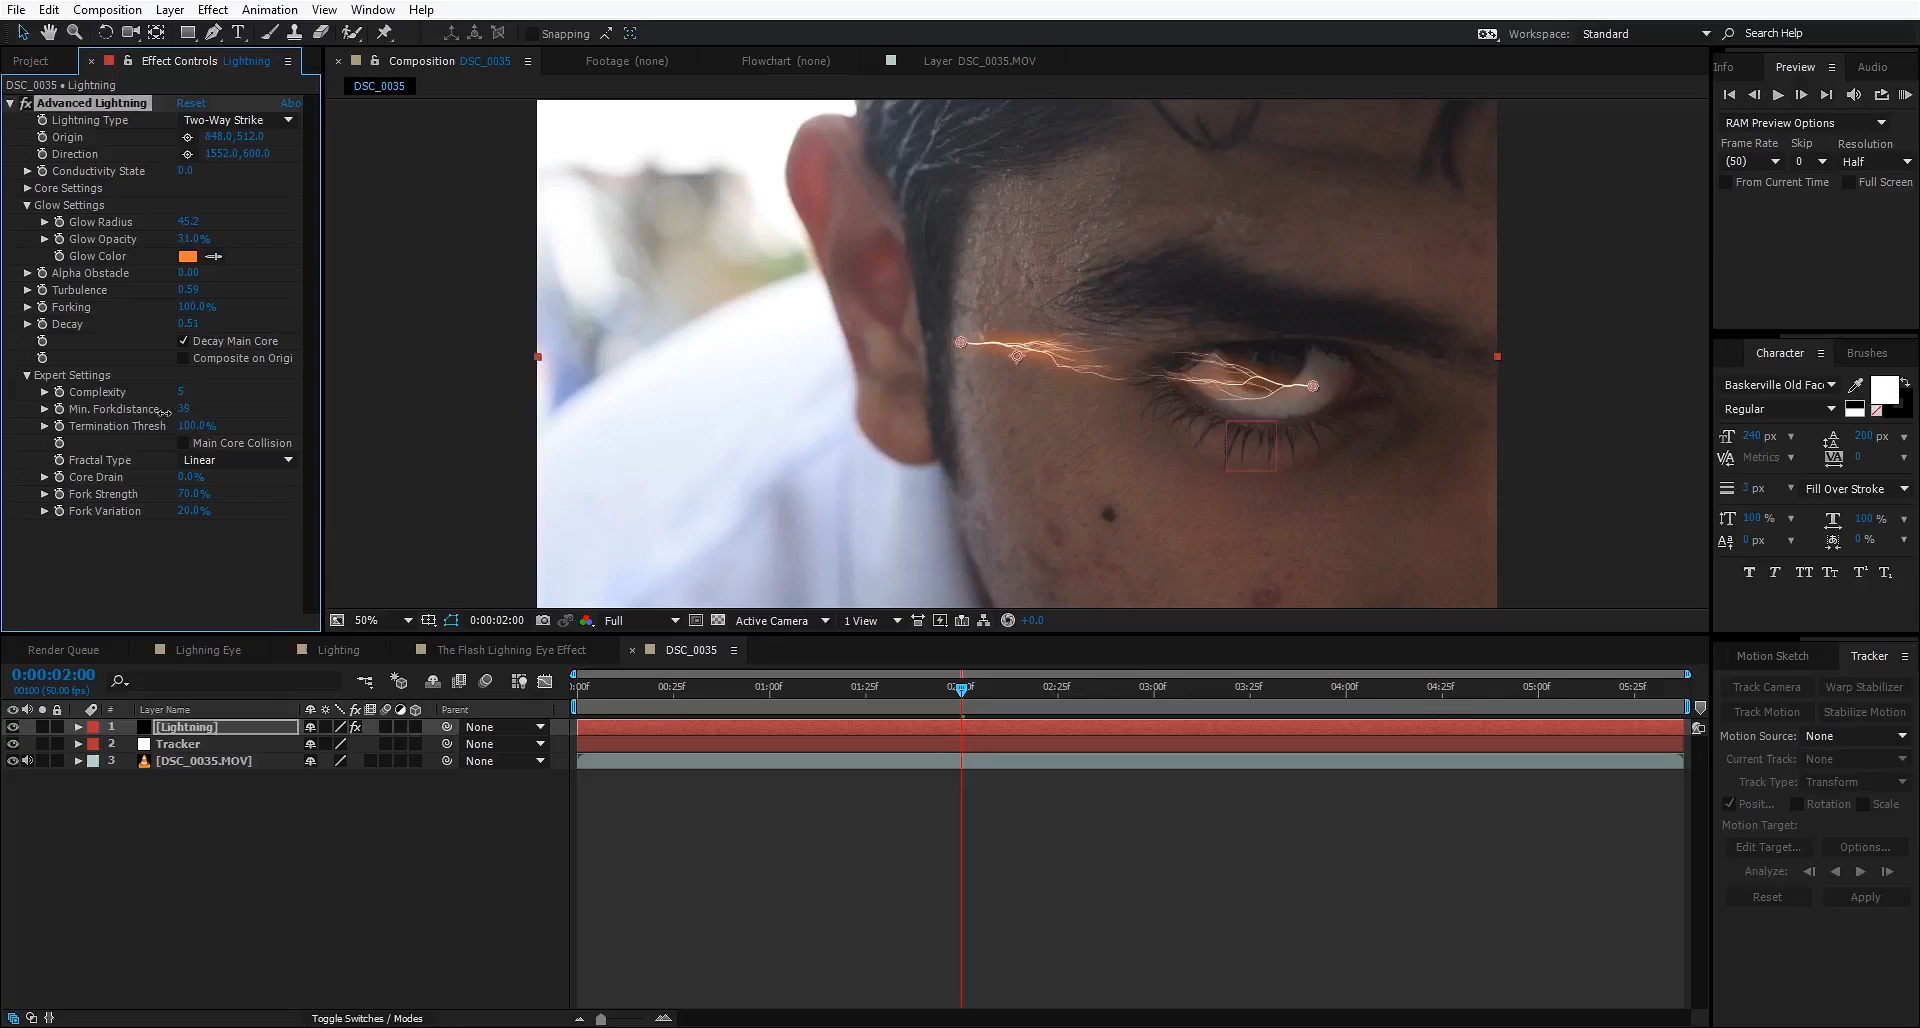 File Edit Composition Layer Effect Animation View Window Help
Snapping Workspace: Standard Search Help
Project Effect Controls Lightning Composition DSC_0035 Footage (none) Flowchart (none) Layer DSC_0035.MOV Info Preview Audio
DSC_0035 • Lightning DSC_0035
fx Advanced Lightning Reset Abo
Lightning Type Two-Way Strike
Origin 848.0,512.0
Direction 1552.0,600.0
Conductivity State 0.0
Core Settings
Glow Settings
Glow Radius 45.2
Glow Opacity 31.0%
Glow Color
Alpha Obstacle 0.00
Turbulence 0.59
Forking 100.0%
Decay 0.51
Decay Main Core
Composite on Origi
Expert Settings
Complexity 5
Min. Forkdistance 39
Termination Thresh 100.0%
Main Core Collision
Fractal Type Linear
Core Drain 0.0%
Fork Strength 70.0%
Fork Variation 20.0%
RAM Preview Options
Frame Rate Skip Resolution
(50) 0 Half
From Current Time Full Screen
Character Brushes
Baskerville Old Fac
Regular
240 px 200 px
Metrics 0
3 px Fill Over Stroke
100 % 100 %
0 px 0 %
T T TT Tт T¹ T₁
50% 0:00:02:00 Full Active Camera 1 View +0.0
Render Queue Lighning Eye Lighting The Flash Lighning Eye Effect DSC_0035
0:00:02:00
00100 (50.00 fps)
:00f 00:25f 01:00f 01:25f 02:25f 03:00f 03:25f 04:00f 04:25f 05:00f 05:25f
# Layer Name fx Parent
1 [Lightning] fx None
2 Tracker None
3 [DSC_0035.MOV] None
Toggle Switches / Modes
Motion Sketch Tracker
Track Camera Warp Stabilizer
Track Motion Stabilize Motion
Motion Source: None
Current Track: None
Track Type: Transform
Posit... Rotation Scale
Motion Target:
Edit Target... Options...
Analyze:
Reset Apply